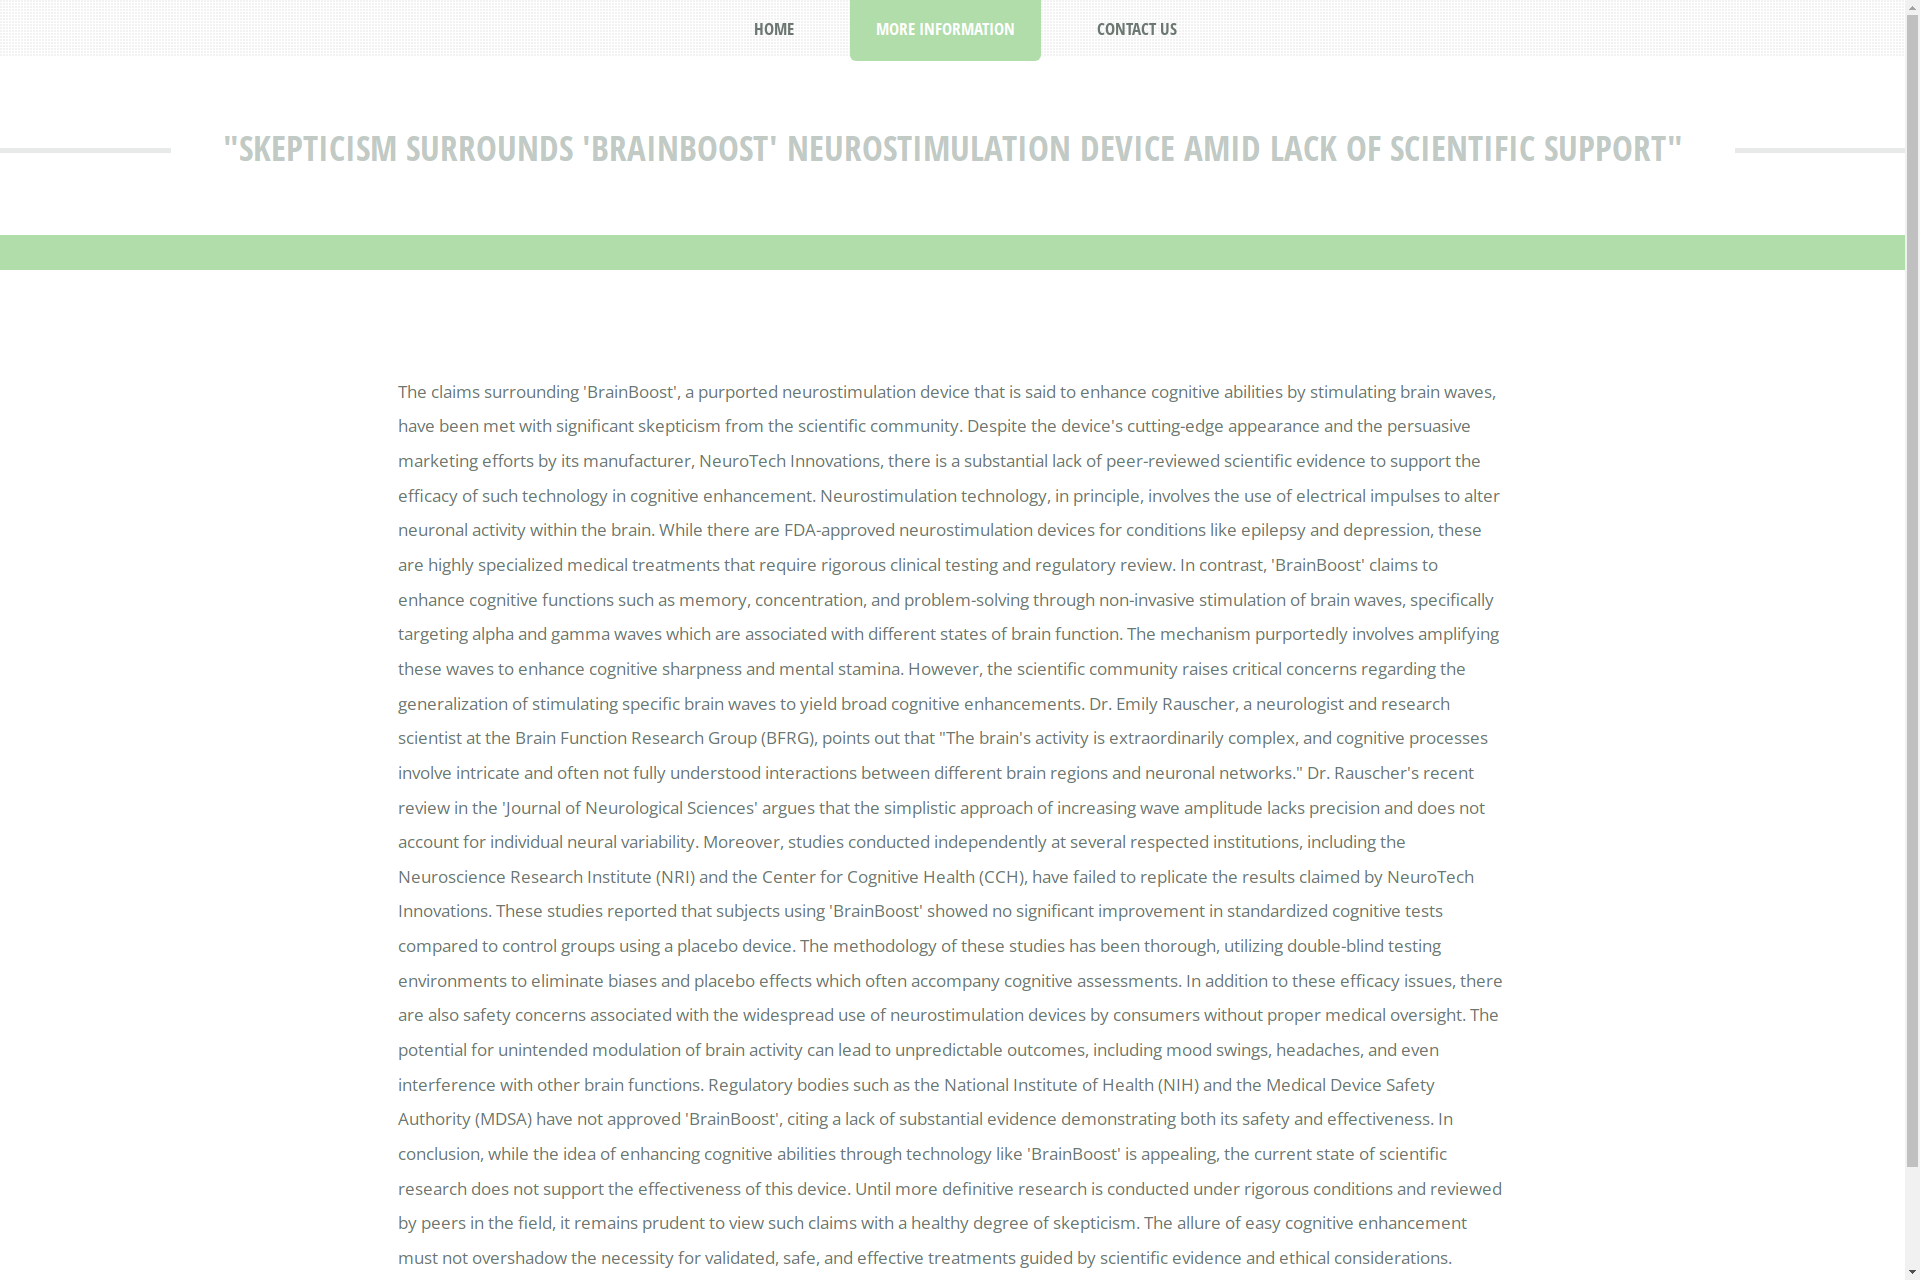 HOME
MORE INFORMATION
CONTACT US
"SKEPTICISM SURROUNDS 'BRAINBOOST' NEUROSTIMULATION DEVICE AMID LACK OF SCIENTIFIC SUPPORT"
The claims surrounding 'BrainBoost', a purported neurostimulation device that is said to enhance cognitive abilities by stimulating brain waves,
have been met with significant skepticism from the scientific community. Despite the device's cutting-edge appearance and the persuasive
marketing efforts by its manufacturer, NeuroTech Innovations, there is a substantial lack of peer-reviewed scientific evidence to support the
efficacy of such technology in cognitive enhancement. Neurostimulation technology, in principle, involves the use of electrical impulses to alter
neuronal activity within the brain. While there are FDA-approved neurostimulation devices for conditions like epilepsy and depression, these
are highly specialized medical treatments that require rigorous clinical testing and regulatory review. In contrast, 'BrainBoost' claims to
enhance cognitive functions such as memory, concentration, and problem-solving through non-invasive stimulation of brain waves, specifically
targeting alpha and gamma waves which are associated with different states of brain function. The mechanism purportedly involves amplifying
these waves to enhance cognitive sharpness and mental stamina. However, the scientific community raises critical concerns regarding the
generalization of stimulating specific brain waves to yield broad cognitive enhancements. Dr. Emily Rauscher, a neurologist and research
scientist at the Brain Function Research Group (BFRG), points out that "The brain's activity is extraordinarily complex, and cognitive processes
involve intricate and often not fully understood interactions between different brain regions and neuronal networks." Dr. Rauscher's recent
review in the 'Journal of Neurological Sciences' argues that the simplistic approach of increasing wave amplitude lacks precision and does not
account for individual neural variability. Moreover, studies conducted independently at several respected institutions, including the
Neuroscience Research Institute (NRI) and the Center for Cognitive Health (CCH), have failed to replicate the results claimed by NeuroTech
Innovations. These studies reported that subjects using 'BrainBoost' showed no significant improvement in standardized cognitive tests
compared to control groups using a placebo device. The methodology of these studies has been thorough, utilizing double-blind testing
environments to eliminate biases and placebo effects which often accompany cognitive assessments. In addition to these efficacy issues, there
are also safety concerns associated with the widespread use of neurostimulation devices by consumers without proper medical oversight. The
potential for unintended modulation of brain activity can lead to unpredictable outcomes, including mood swings, headaches, and even
interference with other brain functions. Regulatory bodies such as the National Institute of Health (NIH) and the Medical Device Safety
Authority (MDSA) have not approved 'BrainBoost', citing a lack of substantial evidence demonstrating both its safety and effectiveness. In
conclusion, while the idea of enhancing cognitive abilities through technology like 'BrainBoost' is appealing, the current state of scientific
research does not support the effectiveness of this device. Until more definitive research is conducted under rigorous conditions and reviewed
by peers in the field, it remains prudent to view such claims with a healthy degree of skepticism. The allure of easy cognitive enhancement
must not overshadow the necessity for validated, safe, and effective treatments guided by scientific evidence and ethical considerations.